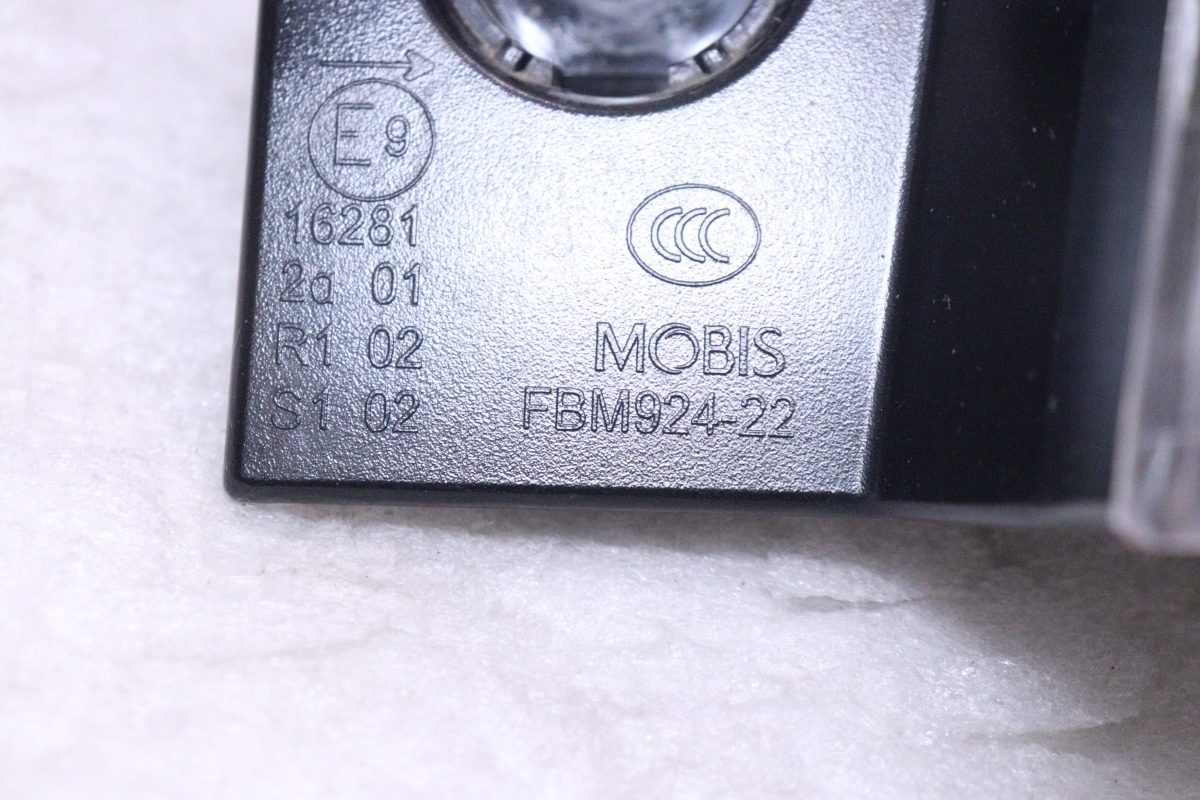 E9
16281
2a 01
R1 02
S1 02
CCC
MOBIS
FBM924-22